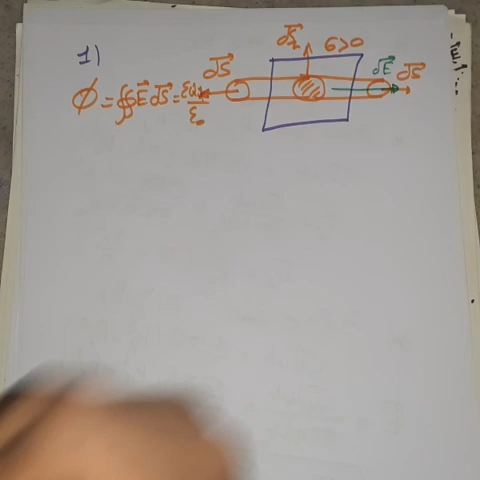 1)
Φ = ∯ E⃗ dS⃗ = Σq / ε₀
dS⃗
dS⃗ σ>0
dE⃗ dS⃗